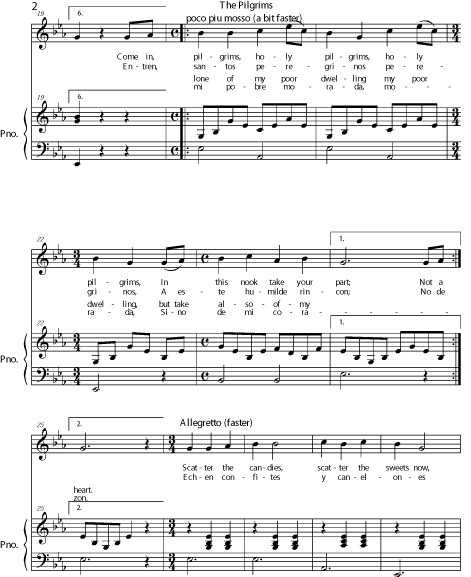 2 The Pilgrims
poco piu mosso (a bit faster)
19 6.
Come in, pil - grims, ho - ly pil - grims, ho - ly
En - tren, san - tos pe - re - gri - nos pe - re -
lone of my poor dwel - ling my poor
mi po - bre mo - ra - da, mo - -
19 6.
Pno.
22 1.
pil - grims, In this nook take your part; Not a
gri - nos, A es - te hu - milde rin - con; No de
dwel - ling, but take al - so - of - my
ra - da, Si - no de mi co - ra - - - - - - -
22 1.
Pno.
25 2. Allegretto (faster)
Scat - ter the can - dies, scat - ter the sweets now,
Ech - en con - fi - tes y can - el - on - es
heart.
zon.
25 2.
Pno.